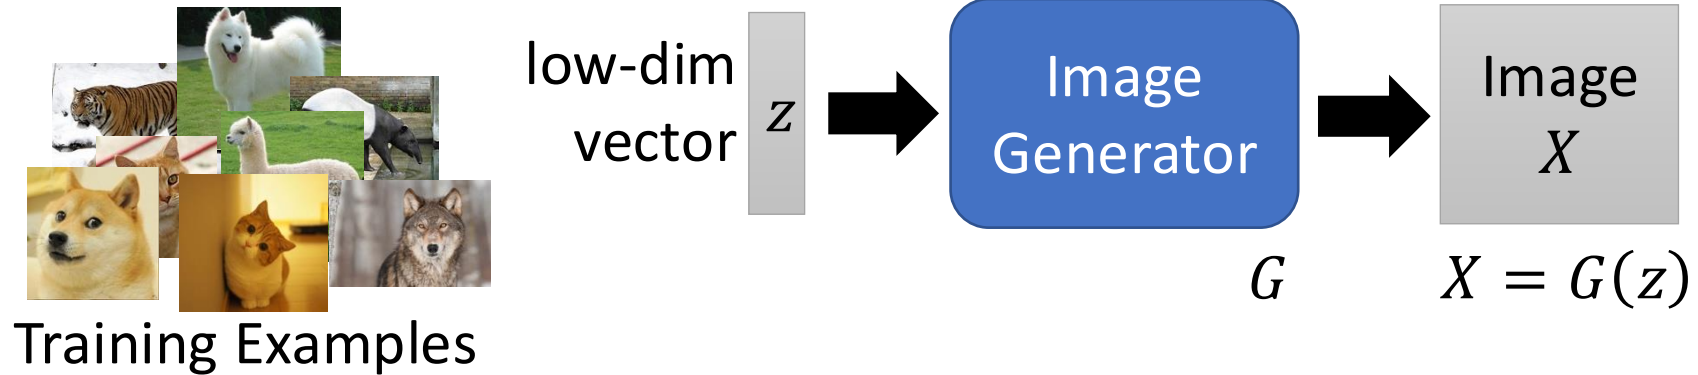 Training Examples
low-dim
vector
z
Image
Generator
G
Image
X
X = G(z)